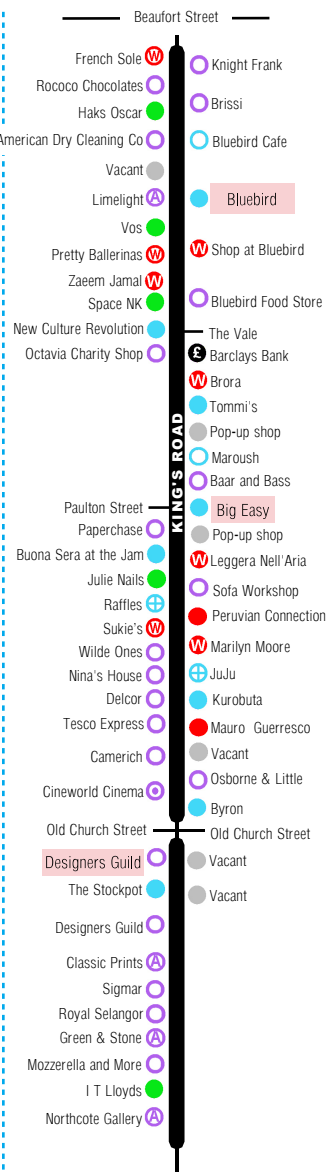 Beaufort Street
French Sole W
Knight Frank
Rococo Chocolates
Brissi
Haks Oscar
American Dry Cleaning Co
Bluebird Cafe
Vacant
Limelight A
Bluebird
Vos
Pretty Ballerinas W
W Shop at Bluebird
Zaeem Jamal W
Space NK
Bluebird Food Store
New Culture Revolution
The Vale
Octavia Charity Shop
£ Barclays Bank
W Brora
Tommi's
Pop-up shop
KING'S ROAD
Maroush
Baar and Bass
Paulton Street
Big Easy
Paperchase
Pop-up shop
Buona Sera at the Jam
W Leggera Nell'Aria
Julie Nails
Sofa Workshop
Raffles
Peruvian Connection
Sukie's W
W Marilyn Moore
Wilde Ones
Nina's House
JuJu
Delcor
Kurobuta
Tesco Express
Mauro Guerresco
Camerich
Vacant
Osborne & Little
Cineworld Cinema
Byron
Old Church Street
Old Church Street
Designers Guild
Vacant
The Stockpot
Vacant
Designers Guild
Classic Prints A
Sigmar
Royal Selangor
Green & Stone A
Mozzerella and More
I T Lloyds
Northcote Gallery A